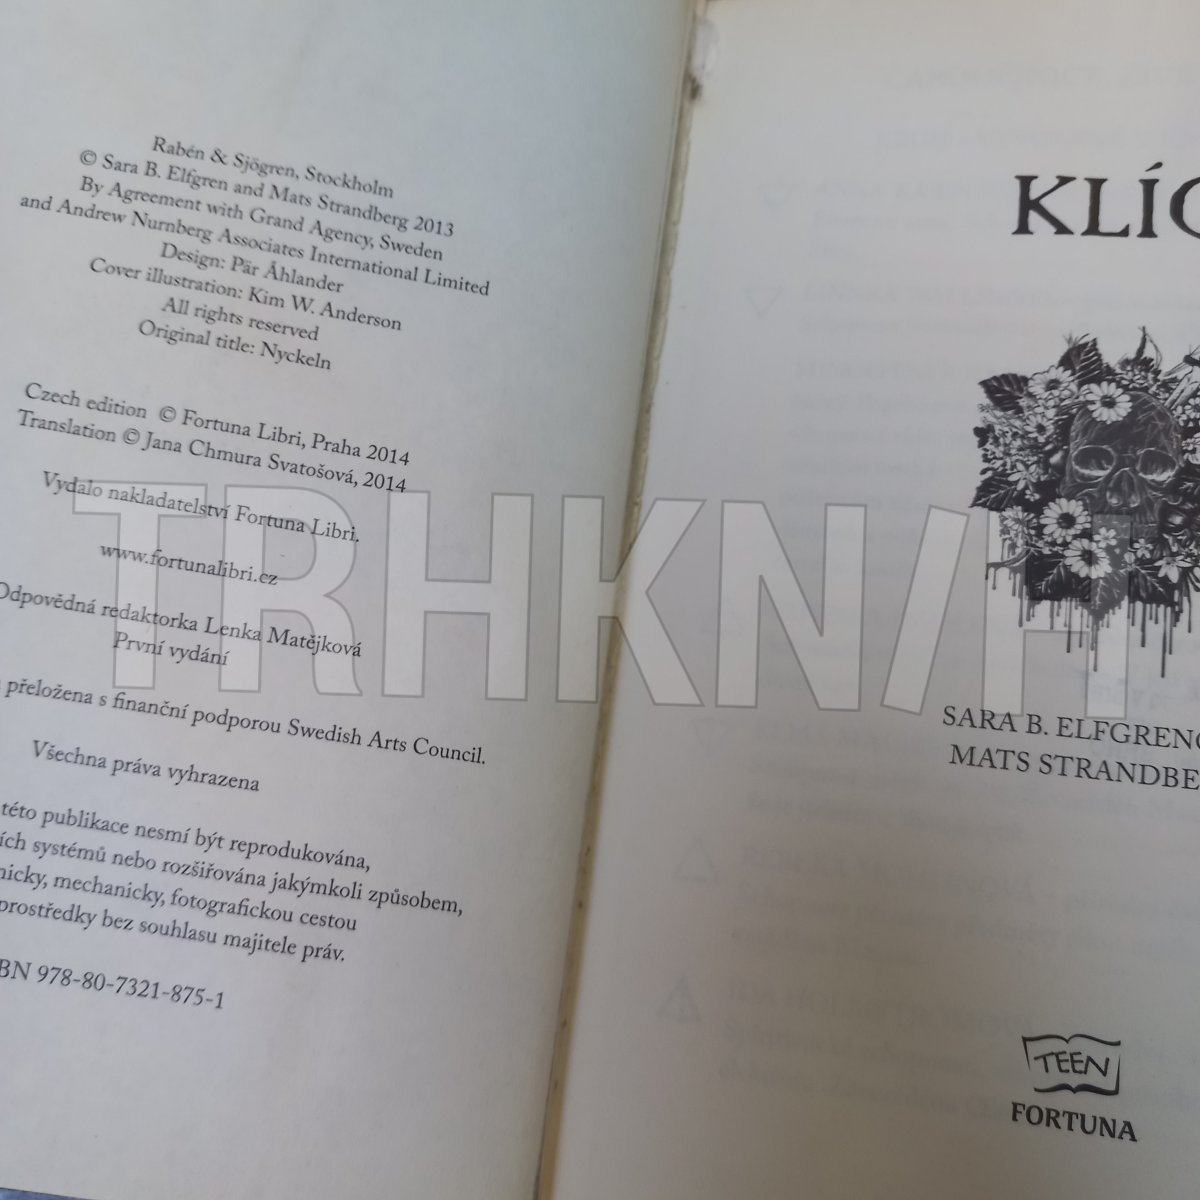 Rabén & Sjögren, Stockholm
© Sara B. Elfgren and Mats Strandberg 2013
By Agreement with Grand Agency, Sweden
and Andrew Nurnberg Associates International Limited
Design: Pär Åhlander
Cover illustration: Kim W. Anderson
All rights reserved
Original title: Nyckeln
Czech edition © Fortuna Libri, Praha 2014
Translation © Jana Chmura Svatošová, 2014
Vydalo nakladatelství Fortuna Libri.
www.fortunalibri.cz
Odpovědná redaktorka Lenka Matějková
První vydání
přeložena s finanční podporou Swedish Arts Council.
Všechna práva vyhrazena
této publikace nesmí být reprodukována,
ích systémů nebo rozšiřována jakýmkoli způsobem,
nicky, mechanicky, fotografickou cestou
prostředky bez souhlasu majitele práv.
BN 978-80-7321-875-1
KLÍČ
SARA B. ELFGREN
MATS STRANDBE
TEEN
FORTUNA
TRHKNIH